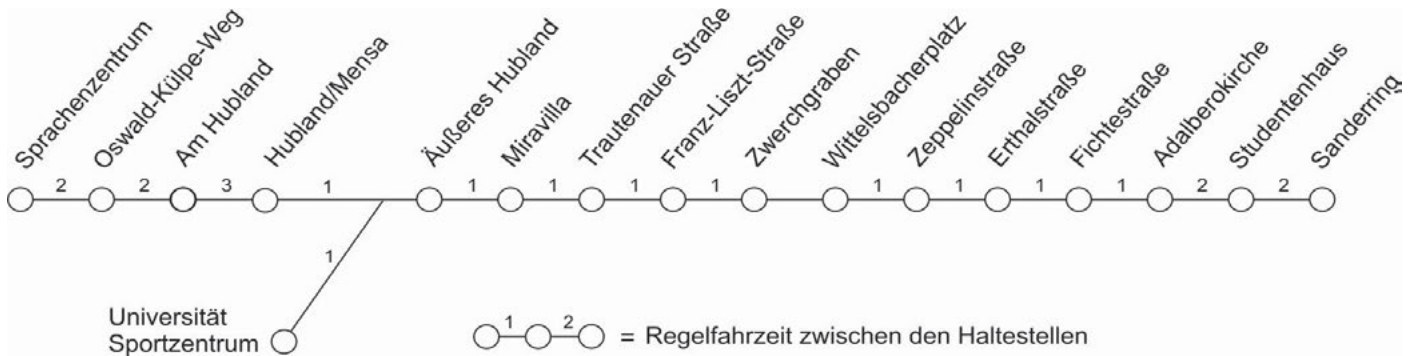 Sprachenzentrum
Oswald-Külpe-Weg
Am Hubland
Hubland/Mensa
Äußeres Hubland
Miravilla
Trautenauer Straße
Franz-Liszt-Straße
Zwerchgraben
Wittelsbacherplatz
Zeppelinstraße
Erthalstraße
Fichtestraße
Adalberokirche
Studentenhaus
Sanderring
2 2 3 1 1 1 1 1 1 1 1 1 2 2
1
Universität
Sportzentrum
1 2 = Regelfahrzeit zwischen den Haltestellen